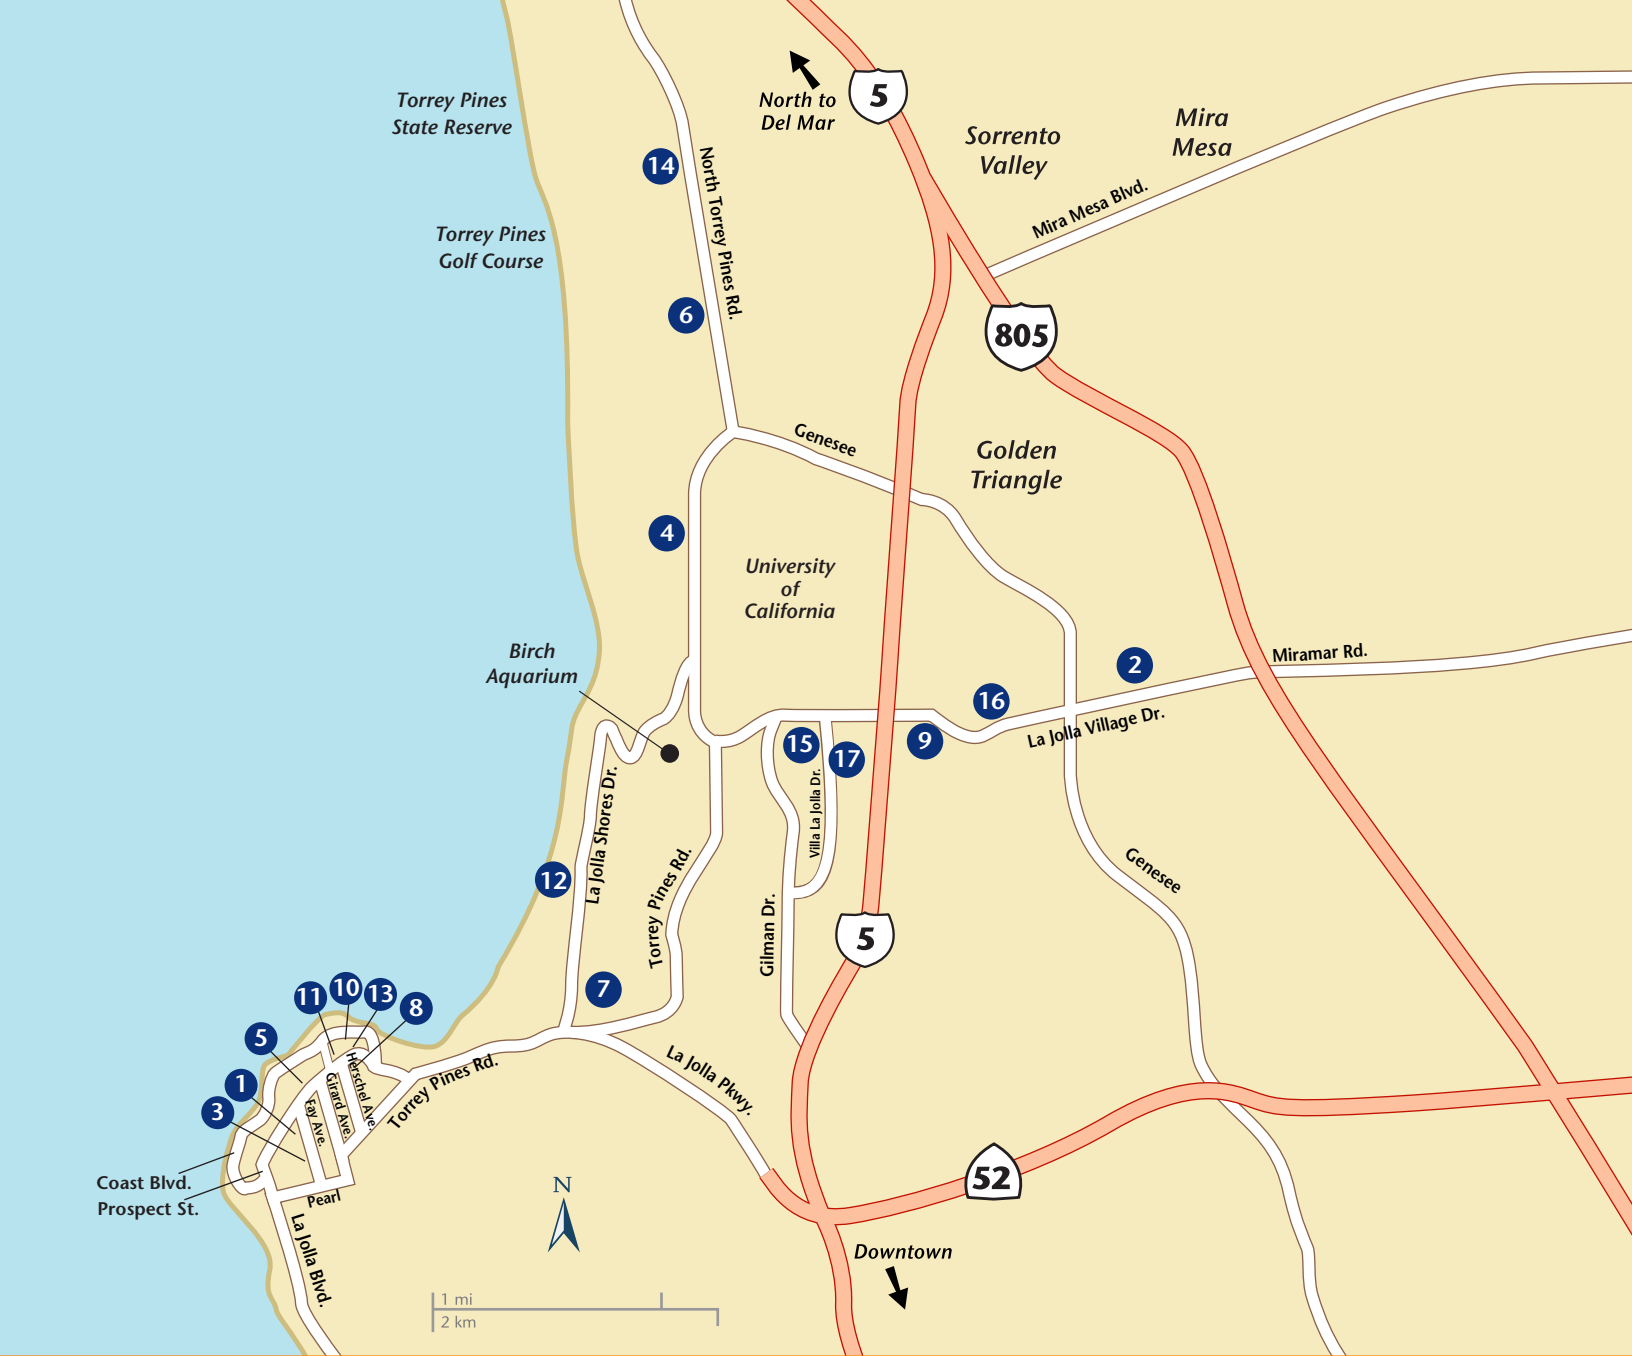 5
North to
Del Mar
Torrey Pines
State Reserve
Mira
Mesa
Sorrento
Valley
14
North Torrey Pines Rd.
Mira Mesa Blvd.
Torrey Pines
Golf Course
6
805
Genesee
Golden
Triangle
4
University
of
California
Birch
Aquarium
2
Miramar Rd.
16
La Jolla Village Dr.
15
17
9
La Jolla Shores Dr.
Villa La Jolla Dr.
12
Torrey Pines Rd.
Genesee
Gilman Dr.
5
7
11
10
13
8
5
1
3
Herschel Ave.
Girard Ave.
Fay Ave.
Torrey Pines Rd.
La Jolla Pkwy.
52
Coast Blvd.
Prospect St.
Pearl
N
La Jolla Blvd.
Downtown
1 mi
2 km